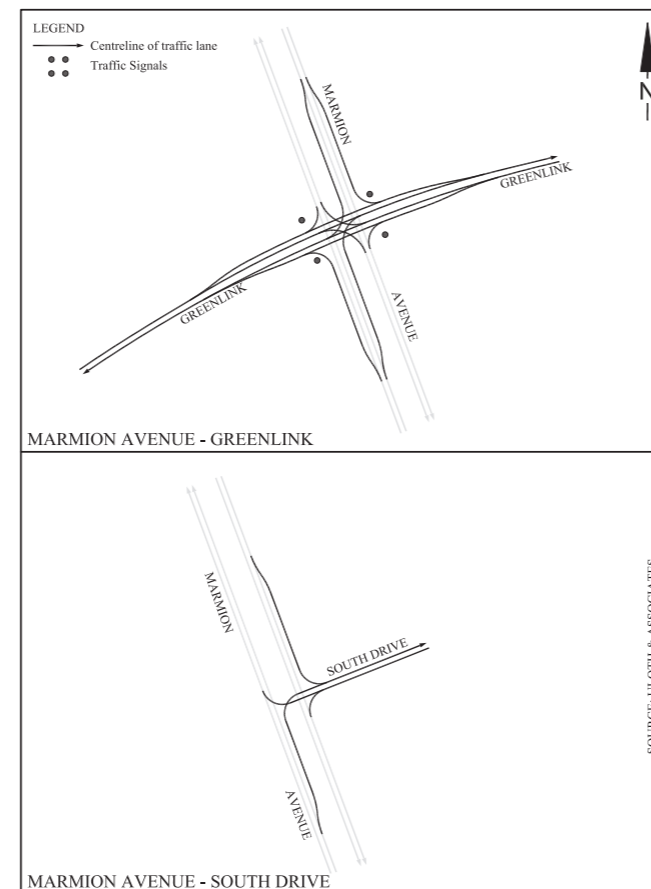 LEGEND
Centreline of traffic lane
Traffic Signals
N
MARMION
GREENLINK
GREENLINK
AVENUE
MARMION AVENUE - GREENLINK
MARMION
SOUTH DRIVE
AVENUE
MARMION AVENUE - SOUTH DRIVE
SOURCE: ULOTH & ASSOCIATES